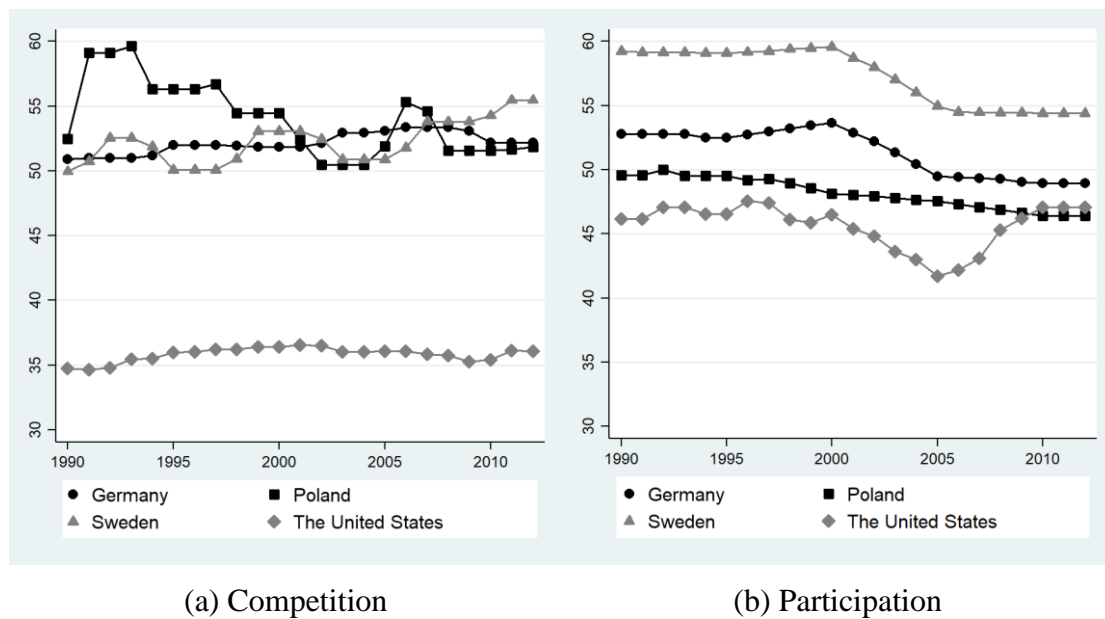 60
55
50
45
40
35
30
1990 1995 2000 2005 2010
Germany Poland
Sweden The United States
(a) Competition
60
55
50
45
40
35
30
1990 1995 2000 2005 2010
Germany Poland
Sweden The United States
(b) Participation